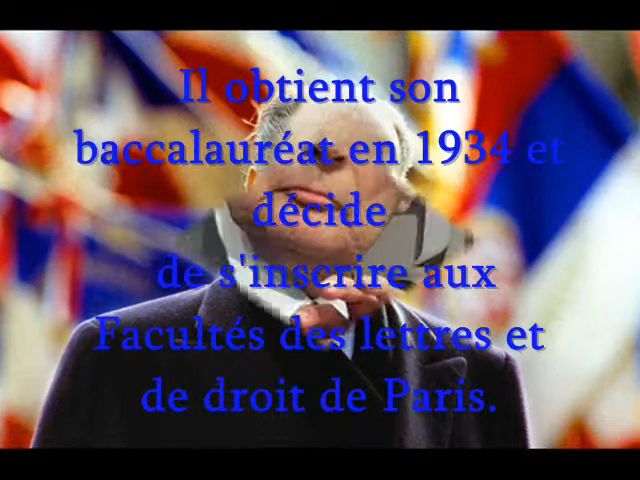 Il obtient son
baccalauréat en 1934 et
décide
de s'inscrire aux
Facultés des lettres et
de droit de Paris.